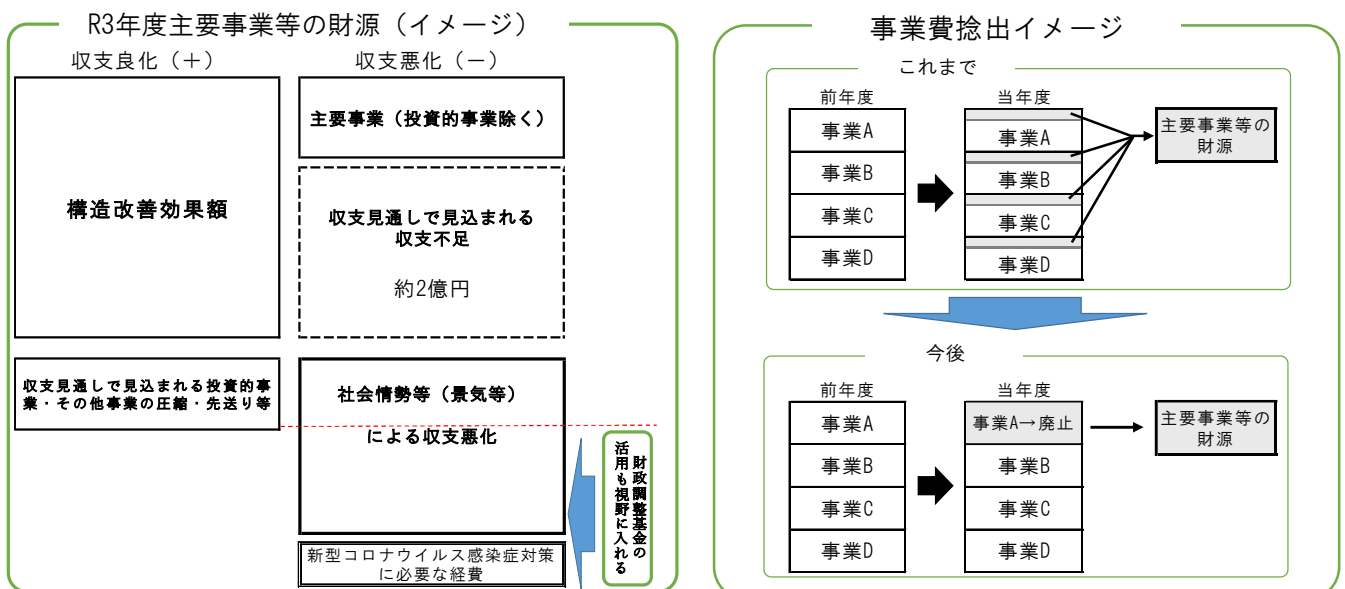 R3年度主要事業等の財源（イメージ）
収支良化（＋）
収支悪化（－）
構造改善効果額
主要事業（投資的事業除く）
収支見通しで見込まれる
収支不足
約2億円
収支見通しで見込まれる投資的事
業・その他事業の圧縮・先送り等
社会情勢等（景気等）
による収支悪化
財政調整基金の
活用も視野に入れる
新型コロナウイルス感染症対策
に必要な経費
事業費捻出イメージ
これまで
前年度
事業A
事業B
事業C
事業D
当年度
事業A
事業B
事業C
事業D
主要事業等の
財源
今後
前年度
事業A
事業B
事業C
事業D
当年度
事業A→廃止
事業B
事業C
事業D
主要事業等の
財源